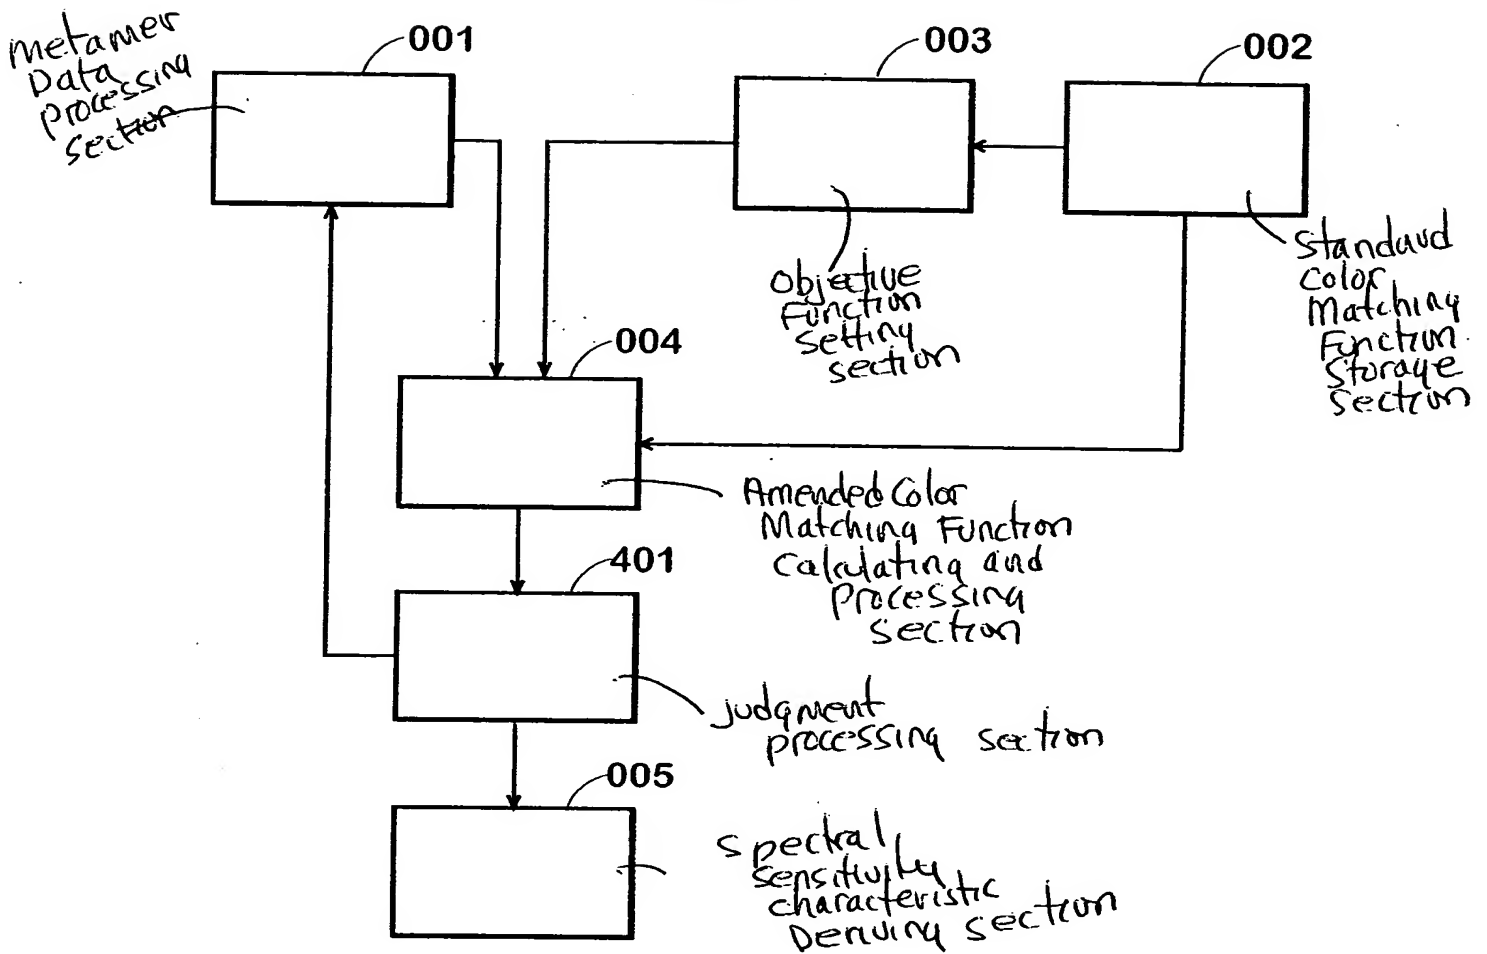 metamer
Data
Processing
section
001
003
002
Objective
Function
setting
section
Standard
Color
Matching
Function
Storage
section
004
Amended Color
Matching Function
Calculating and
Processing
section
401
judgment
processing section
005
Spectral
sensitivity
characteristic
Deriving section